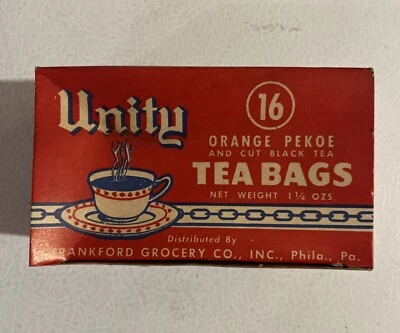 Unity
16
ORANGE PEKOE
AND CUT BLACK TEA
TEA BAGS
NET WEIGHT 1¼ OZS.
Distributed By
FRANKFORD GROCERY CO., INC., Phila., Pa.